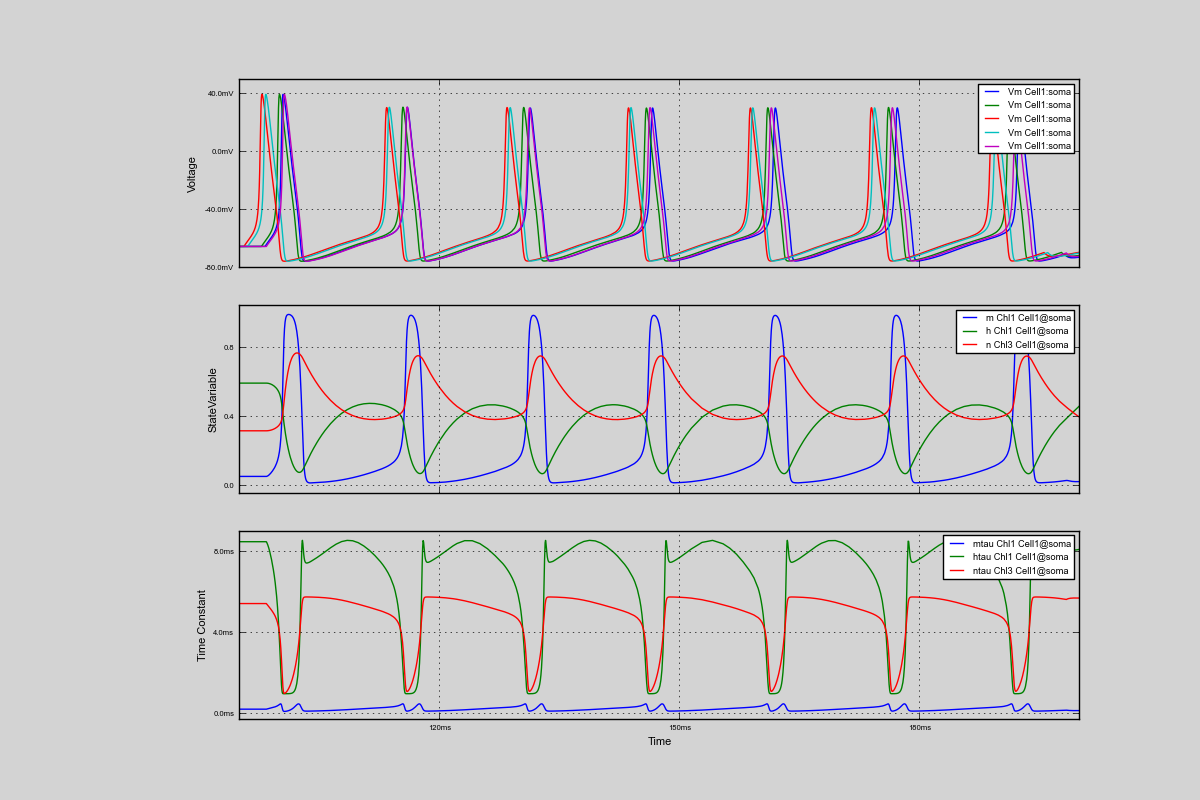 40.0mV
0.0mV
-40.0mV
-80.0mV
Voltage
Vm Cell1:soma
Vm Cell1:soma
Vm Cell1:soma
Vm Cell1:soma
Vm Cell1:soma
0.8
0.4
0.0
StateVariable
m Chl1 Cell1@soma
h Chl1 Cell1@soma
n Chl3 Cell1@soma
8.0ms
4.0ms
0.0ms
Time Constant
mtau Chl1 Cell1@soma
htau Chl1 Cell1@soma
ntau Chl3 Cell1@soma
120ms
150ms
180ms
Time